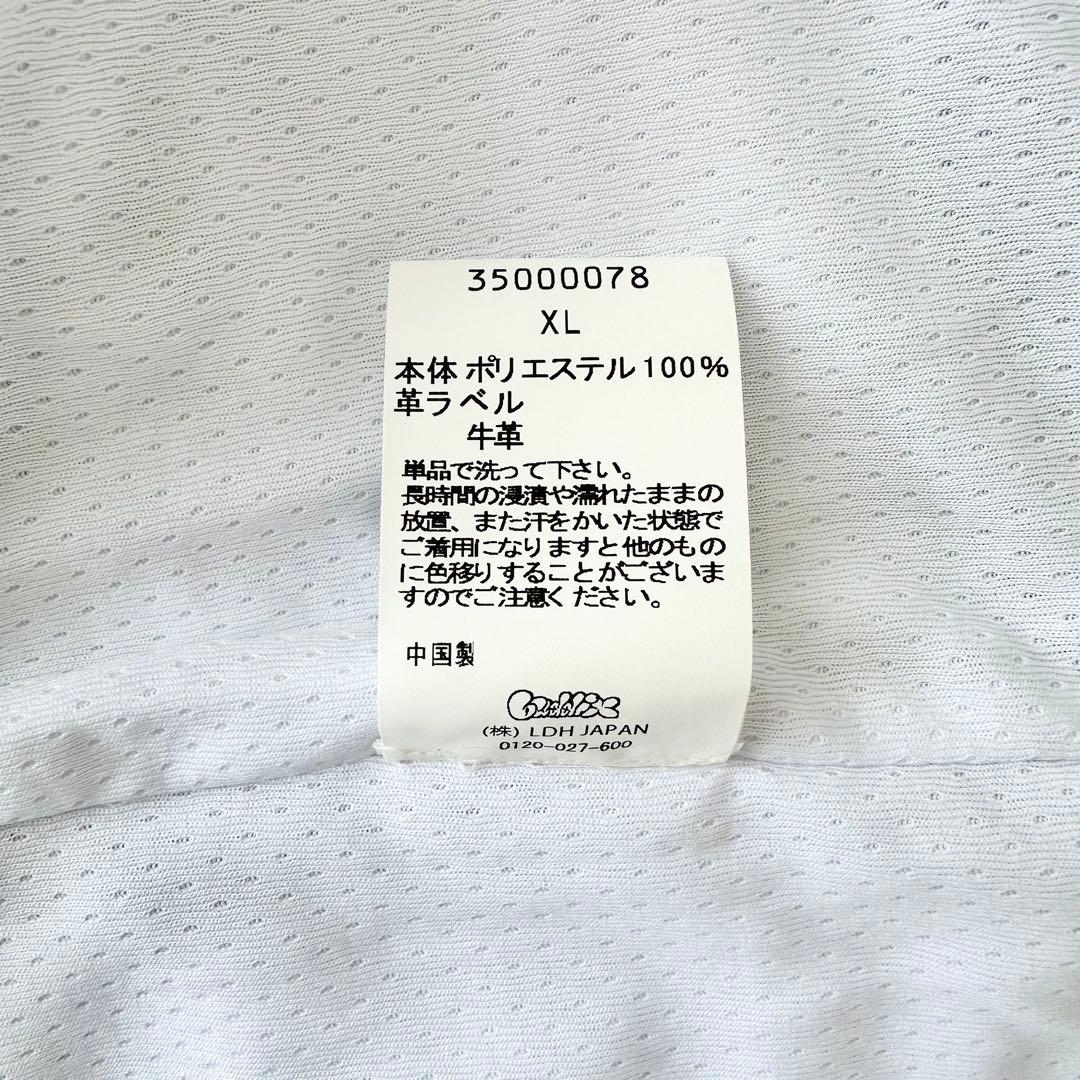 35000078
XL
本体 ポリエステル100%
革ラベル
牛革
単品で洗って下さい。
長時間の浸漬や濡れたままの
放置、また汗をかいた状態で
ご着用になりますと他のもの
に色移りすることがございま
すのでご注意ください。
中国製
(株) LDH JAPAN
0120-027-600